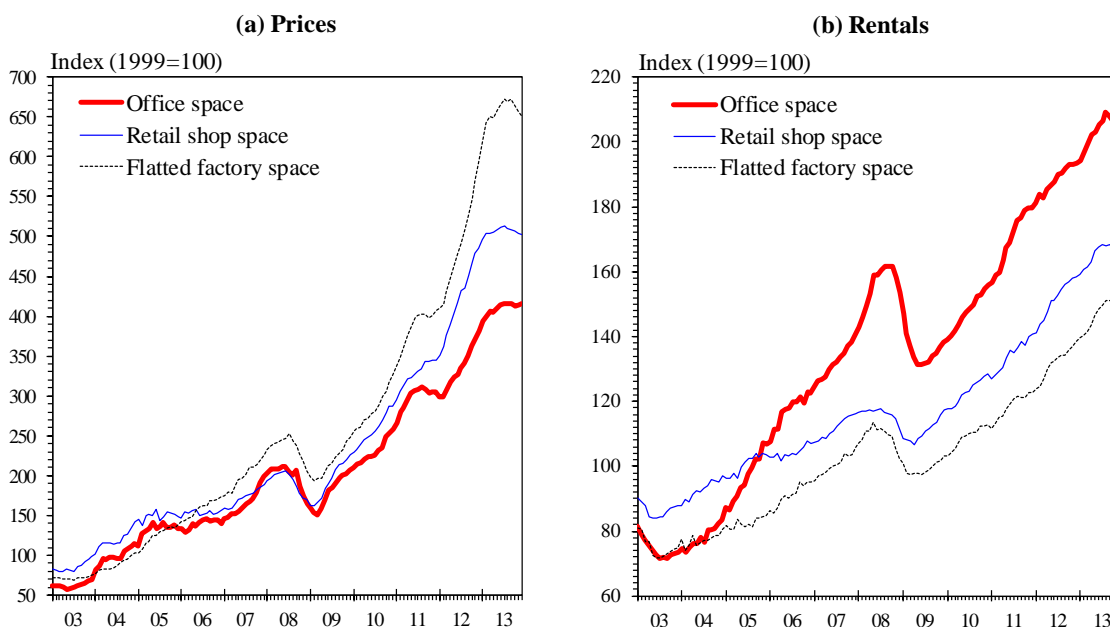 (a) Prices
Index (1999=100)
700
650
600
550
500
450
400
350
300
250
200
150
100
50
Office space
Retail shop space
Flatted factory space
03 04 05 06 07 08 09 10 11 12 13
(b) Rentals
Index (1999=100)
220
200
180
160
140
120
100
80
60
Office space
Retail shop space
Flatted factory space
03 04 05 06 07 08 09 10 11 12 13